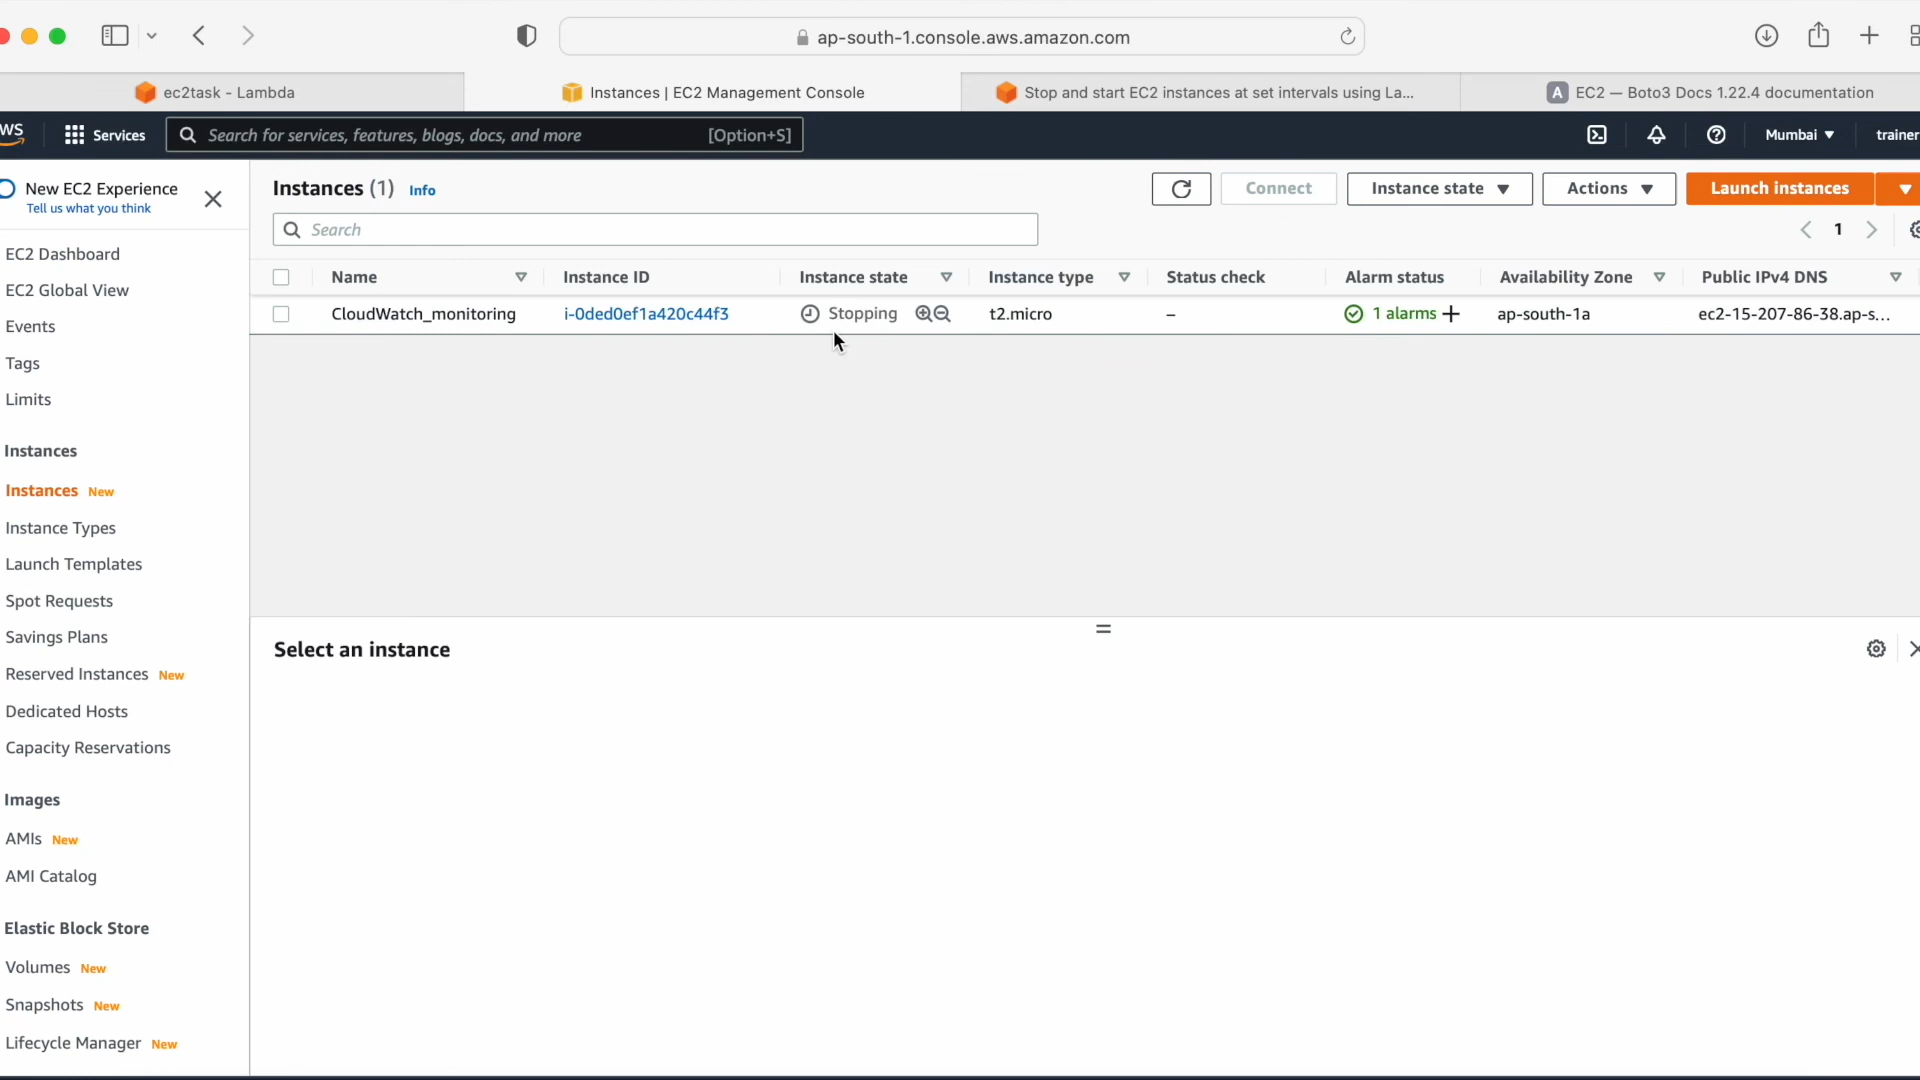 ap-south-1.console.aws.amazon.com
ec2task - Lambda
Instances | EC2 Management Console
Stop and start EC2 instances at set intervals using La...
A EC2 — Boto3 Docs 1.22.4 documentation
Services
Search for services, features, blogs, docs, and more [Option+S]
Mumbai
trainer
New EC2 Experience
Tell us what you think
EC2 Dashboard
EC2 Global View
Events
Tags
Limits
Instances
Instances New
Instance Types
Launch Templates
Spot Requests
Savings Plans
Reserved Instances New
Dedicated Hosts
Capacity Reservations
Images
AMIs New
AMI Catalog
Elastic Block Store
Volumes New
Snapshots New
Lifecycle Manager New
Instances (1) Info
Connect
Instance state
Actions
Launch instances
Search
1
Name Instance ID Instance state Instance type Status check Alarm status Availability Zone Public IPv4 DNS
CloudWatch_monitoring i-0ded0ef1a420c44f3 Stopping t2.micro – 1 alarms + ap-south-1a ec2-15-207-86-38.ap-s...
Select an instance